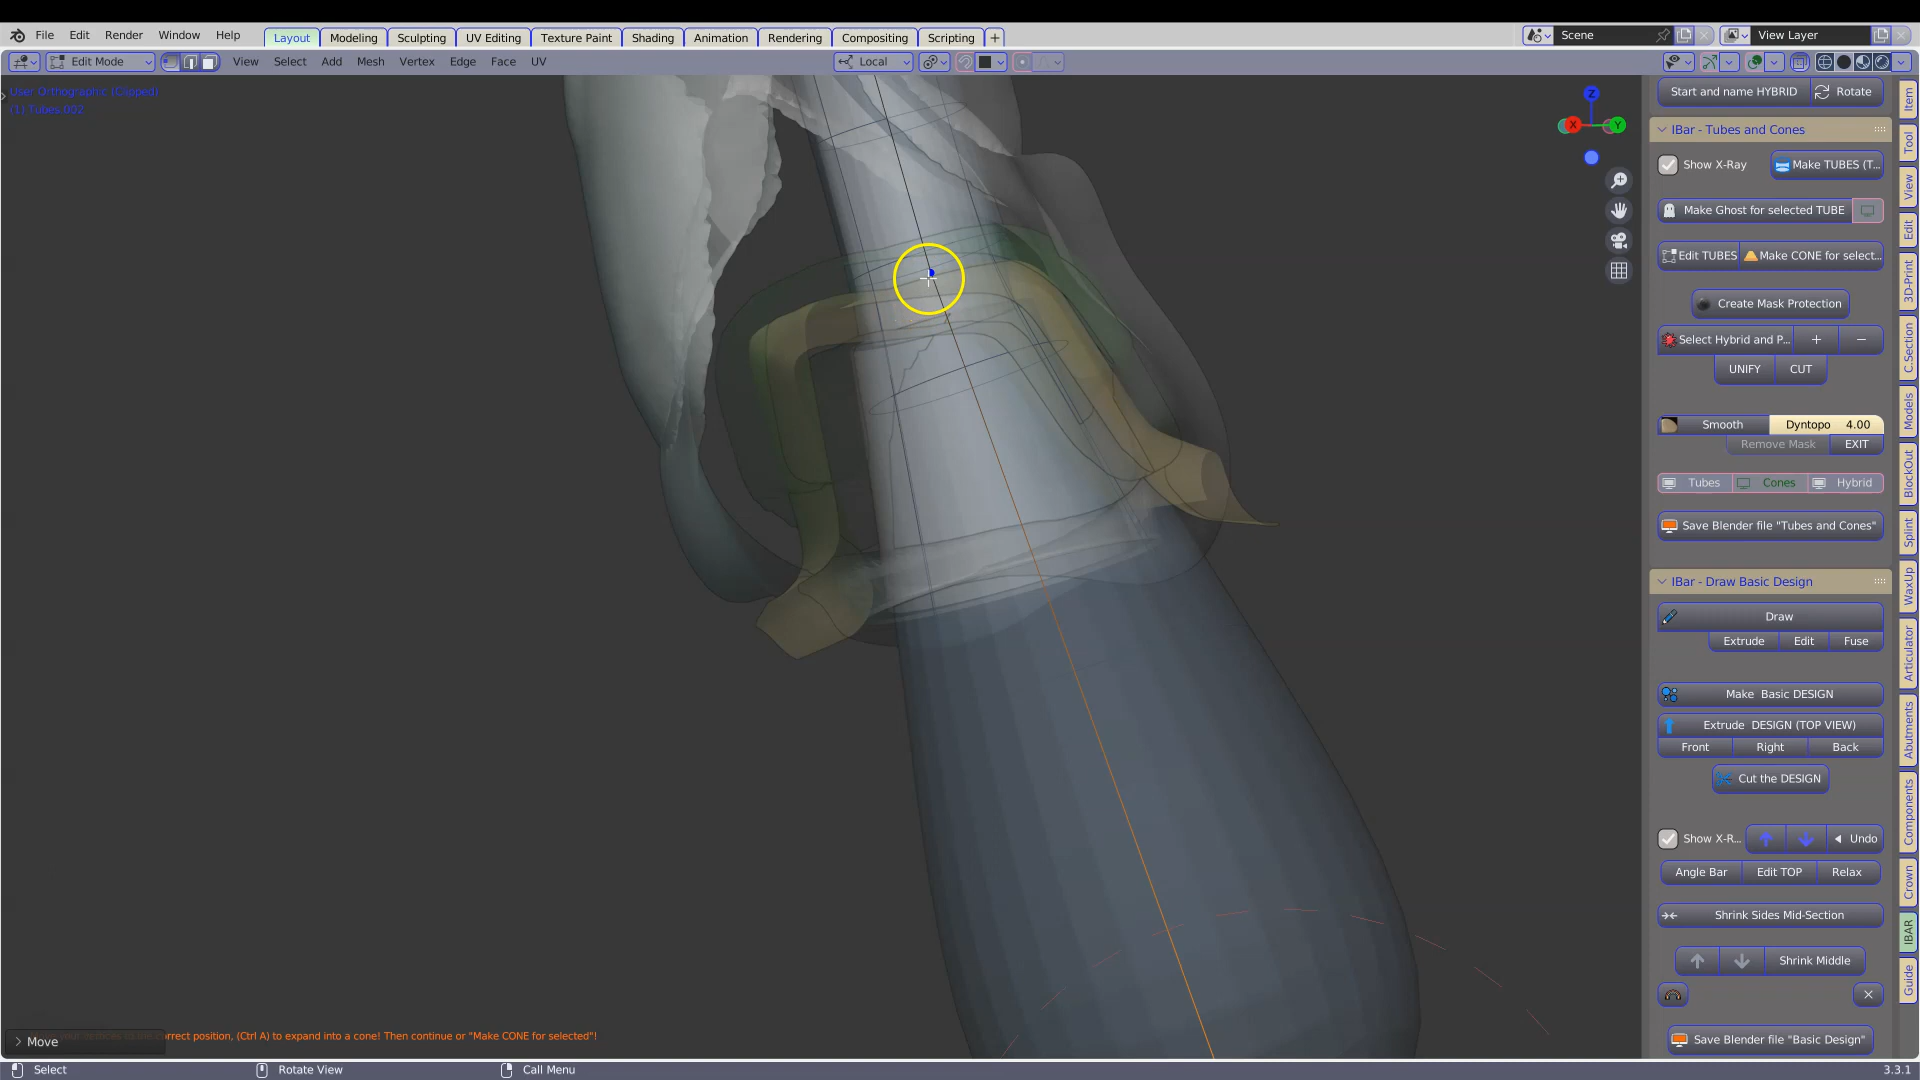 File Edit Render Window Help Layout Modeling Sculpting UV Editing Texture Paint Shading Animation Rendering Compositing Scripting + Scene View Layer
Edit Mode View Select Add Mesh Vertex Edge Face UV Local
User Orthographic (Clipped)
(1) Tubes.002
Z
X
Y
Start and name HYBRID Rotate
IBar - Tubes and Cones
Show X-Ray Make TUBES (T...
Make Ghost for selected TUBE
Edit TUBES Make CONE for select...
Create Mask Protection
Select Hybrid and P... + −
UNIFY CUT
Smooth Dyntopo 4.00
Remove Mask EXIT
Tubes Cones Hybrid
Save Blender file "Tubes and Cones"
IBar - Draw Basic Design
Draw
Extrude Edit Fuse
Make Basic DESIGN
Extrude DESIGN (TOP VIEW)
Front Right Back
Cut the DESIGN
Show X-R... Undo
Angle Bar Edit TOP Relax
Shrink Sides Mid-Section
Shrink Middle
Save Blender file "Basic Design"
Item
Tool
View
Edit
3D-Print
C.Section
Models
BlockOut
Splint
WaxUp
Articulator
Abutments
Components
Crown
IBAR
Guide
Move
correct position, (Ctrl A) to expand into a cone! Then continue or "Make CONE for selected"!
Select Rotate View Call Menu 3.3.1